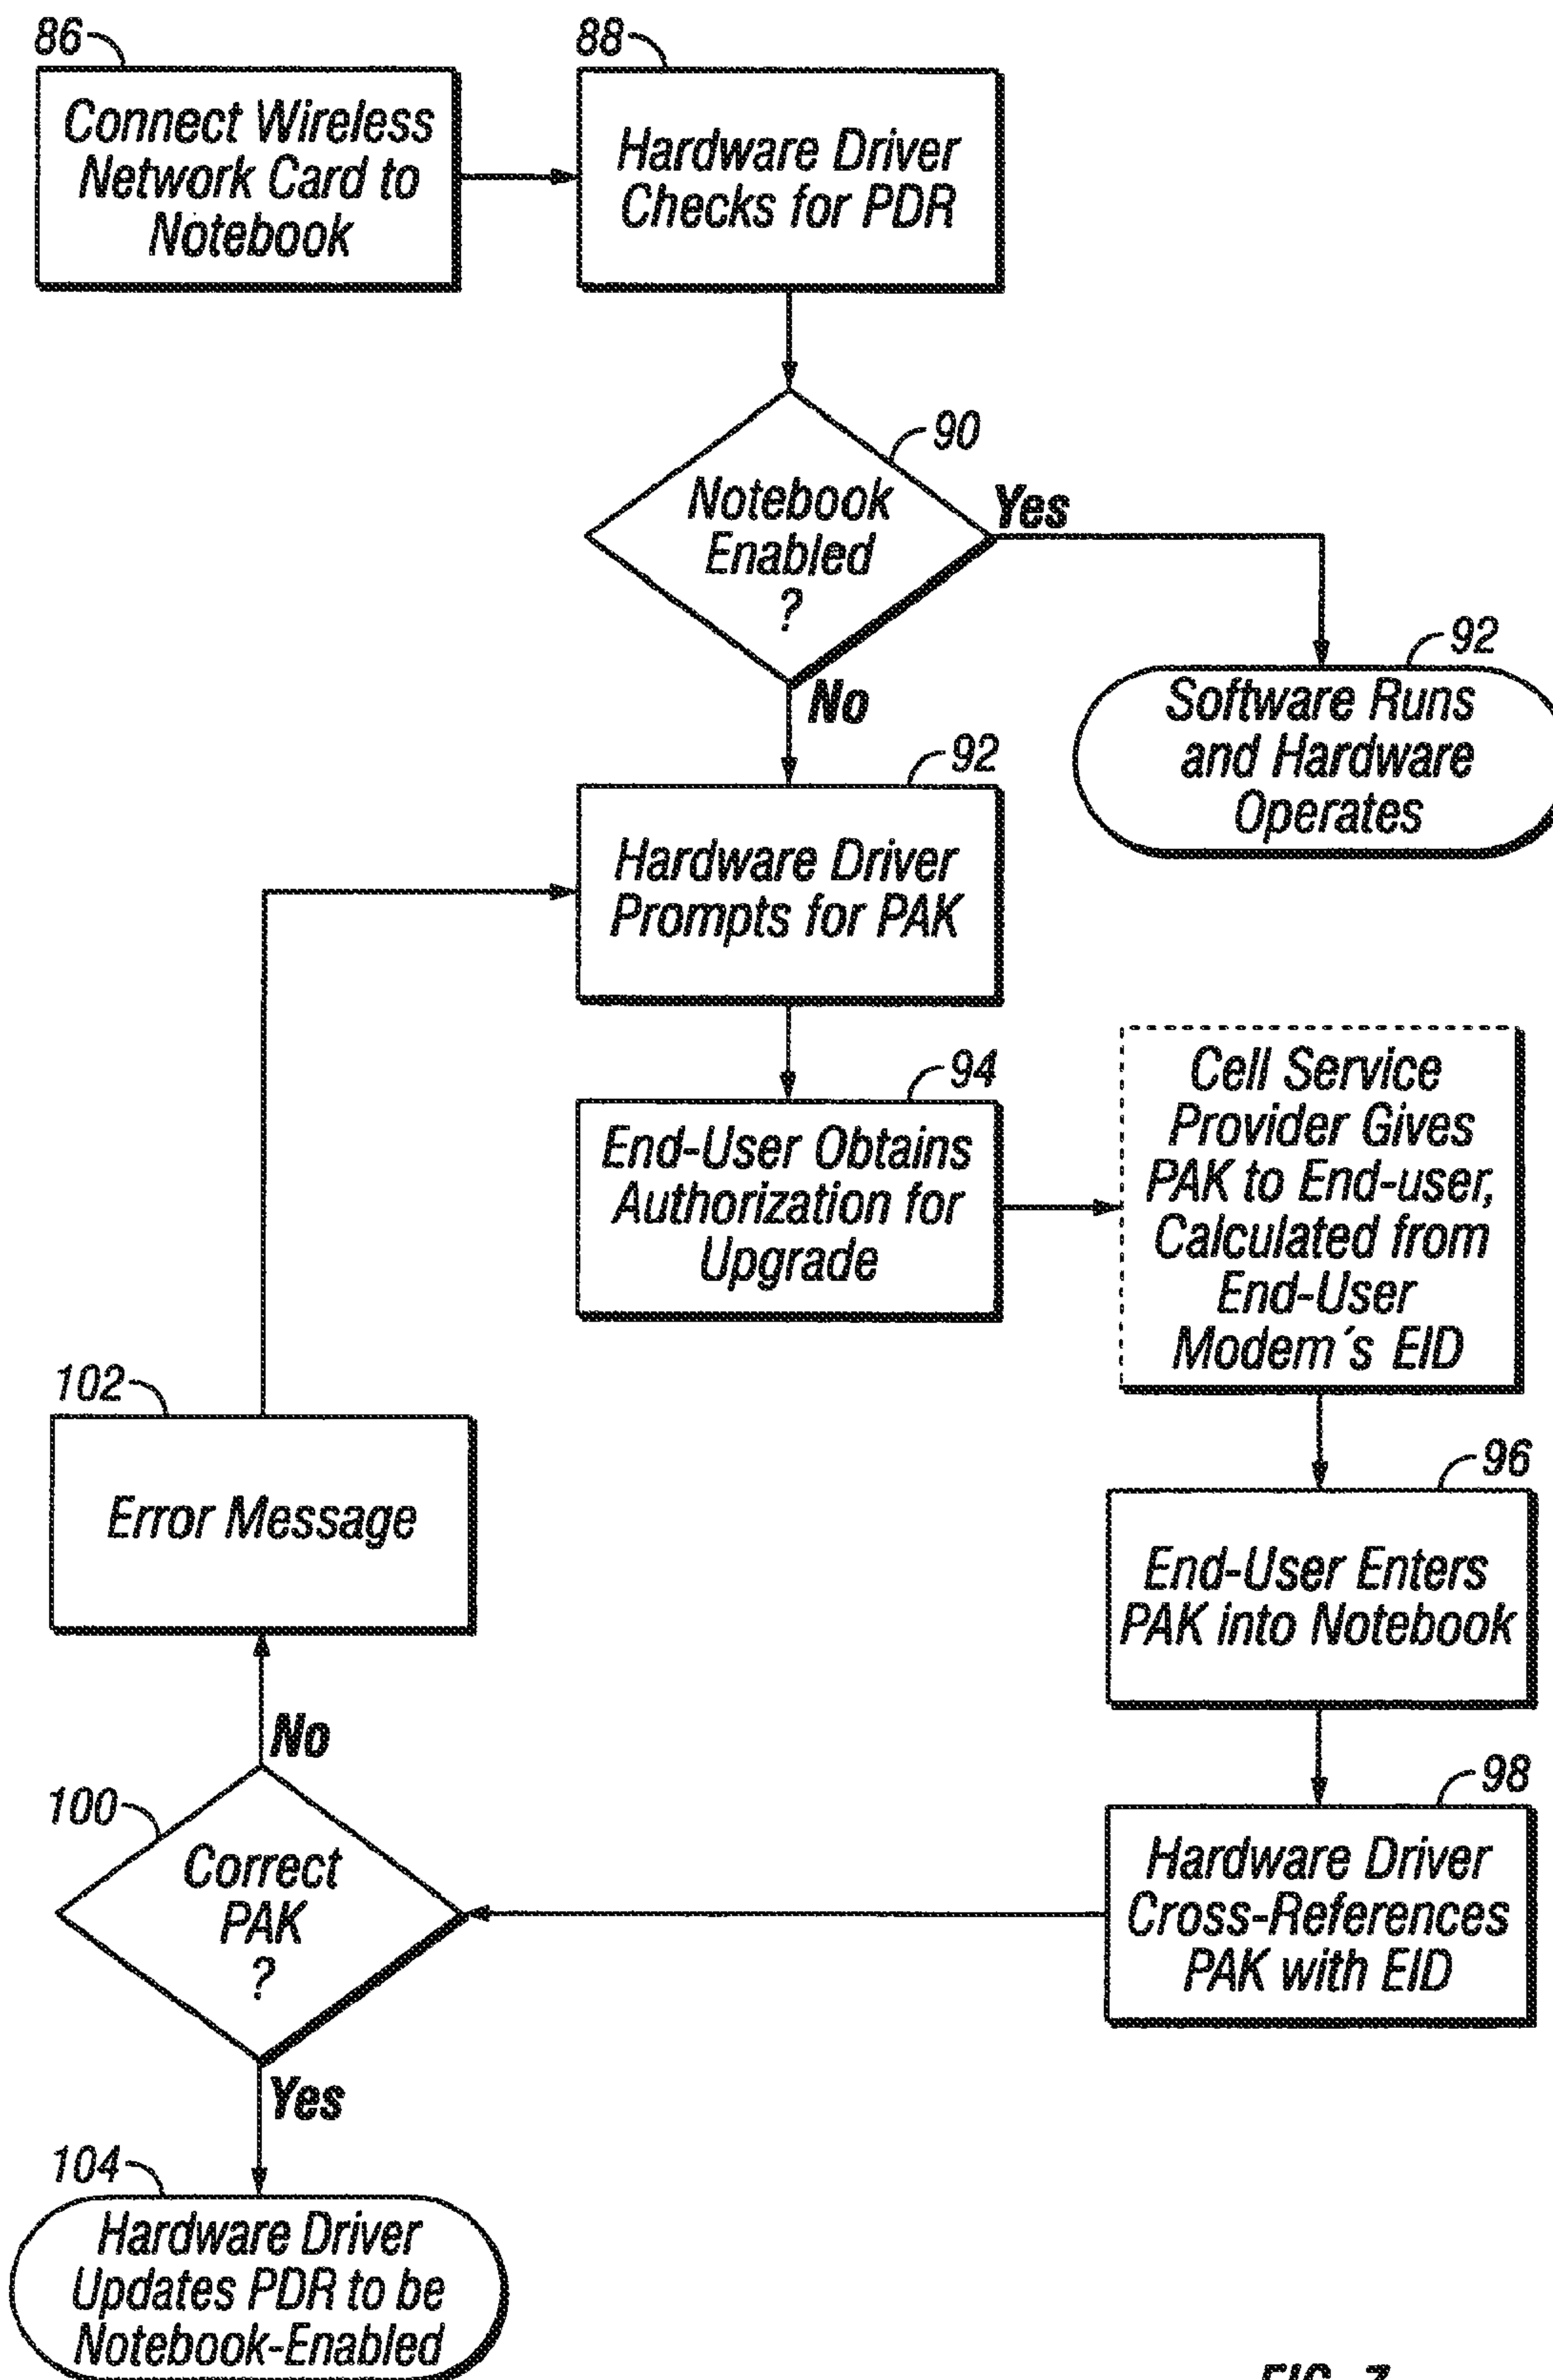 86
Connect Wireless
Network Card to
Notebook
88
Hardware Driver
Checks for PDR
90
Notebook
Enabled
?
Yes
No
92
Software Runs
and Hardware
Operates
92
Hardware Driver
Prompts for PAK
94
End-User Obtains
Authorization for
Upgrade
Cell Service
Provider Gives
PAK to End-user,
Calculated from
End-User
Modem´s EID
96
End-User Enters
PAK into Notebook
98
Hardware Driver
Cross-References
PAK with EID
100
Correct
PAK
?
No
102
Error Message
Yes
104
Hardware Driver
Updates PDR to be
Notebook-Enabled
FIG. 7